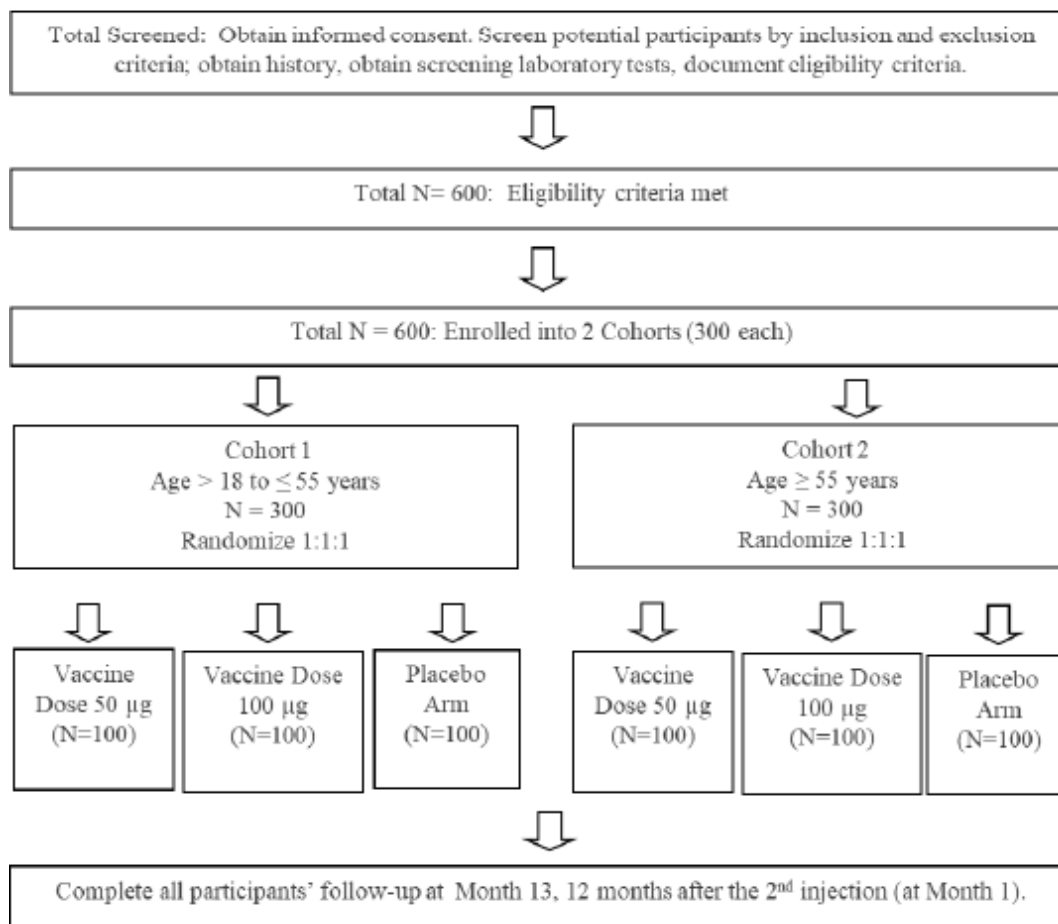 Total Screened: Obtain informed consent. Screen potential participants by inclusion and exclusion
criteria; obtain history, obtain screening laboratory tests, document eligibility criteria.
Total N= 600: Eligibility criteria met
Total N = 600: Enrolled into 2 Cohorts (300 each)
Cohort 1
Age > 18 to ≤ 55 years
N = 300
Randomize 1:1:1
Cohort 2
Age ≥ 55 years
N = 300
Randomize 1:1:1
Vaccine
Dose 50 µg
(N=100)
Vaccine Dose
100 µg
(N=100)
Placebo
Arm
(N=100)
Vaccine
Dose 50 µg
(N=100)
Vaccine Dose
100 µg
(N=100)
Placebo
Arm
(N=100)
Complete all participants' follow-up at Month 13, 12 months after the 2nd injection (at Month 1).